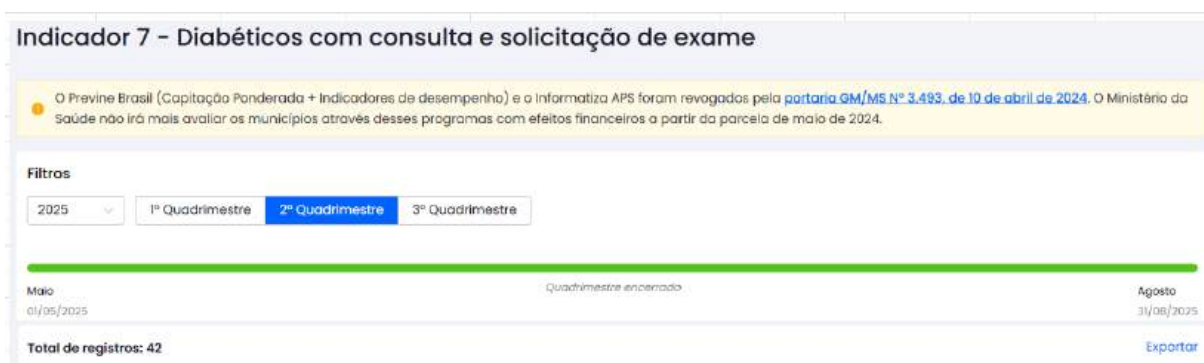 Indicador 7 - Diabéticos com consulta e solicitação de exame
O Previne Brasil (Capitação Ponderada + Indicadores de desempenho) e o Informatiza APS foram revogados pela portaria GM/MS Nº 3.493, de 10 de abril de 2024. O Ministério da
Saúde não irá mais avaliar os municípios através desses programas com efeitos financeiros a partir da parcela de maio de 2024.
Filtros
2025 1º Quadrimestre 2º Quadrimestre 3º Quadrimestre
Maio Quadrimestre encerrado Agosto
01/05/2025 31/08/2025
Total de registros: 42 Exportar